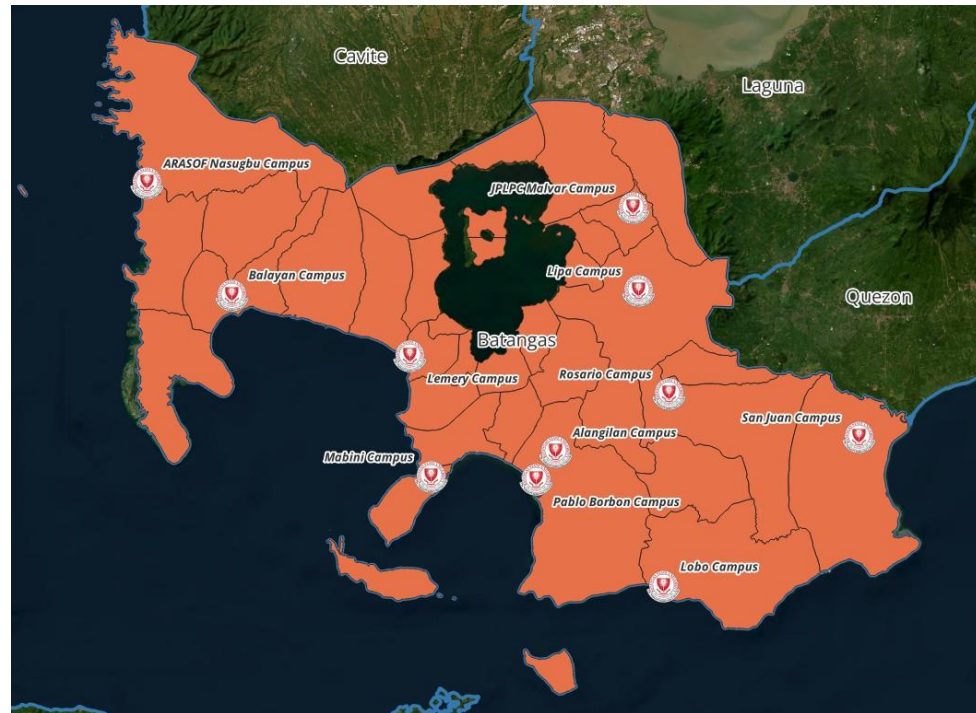 Cavite
Laguna
ARASOF Nasugbu Campus
JPLPC Malvar Campus
Balayan Campus
Lipa Campus
Quezon
Batangas
Lemery Campus
Rosario Campus
San Juan Campus
Alangilan Campus
Mabini Campus
Pablo Borbon Campus
Lobo Campus